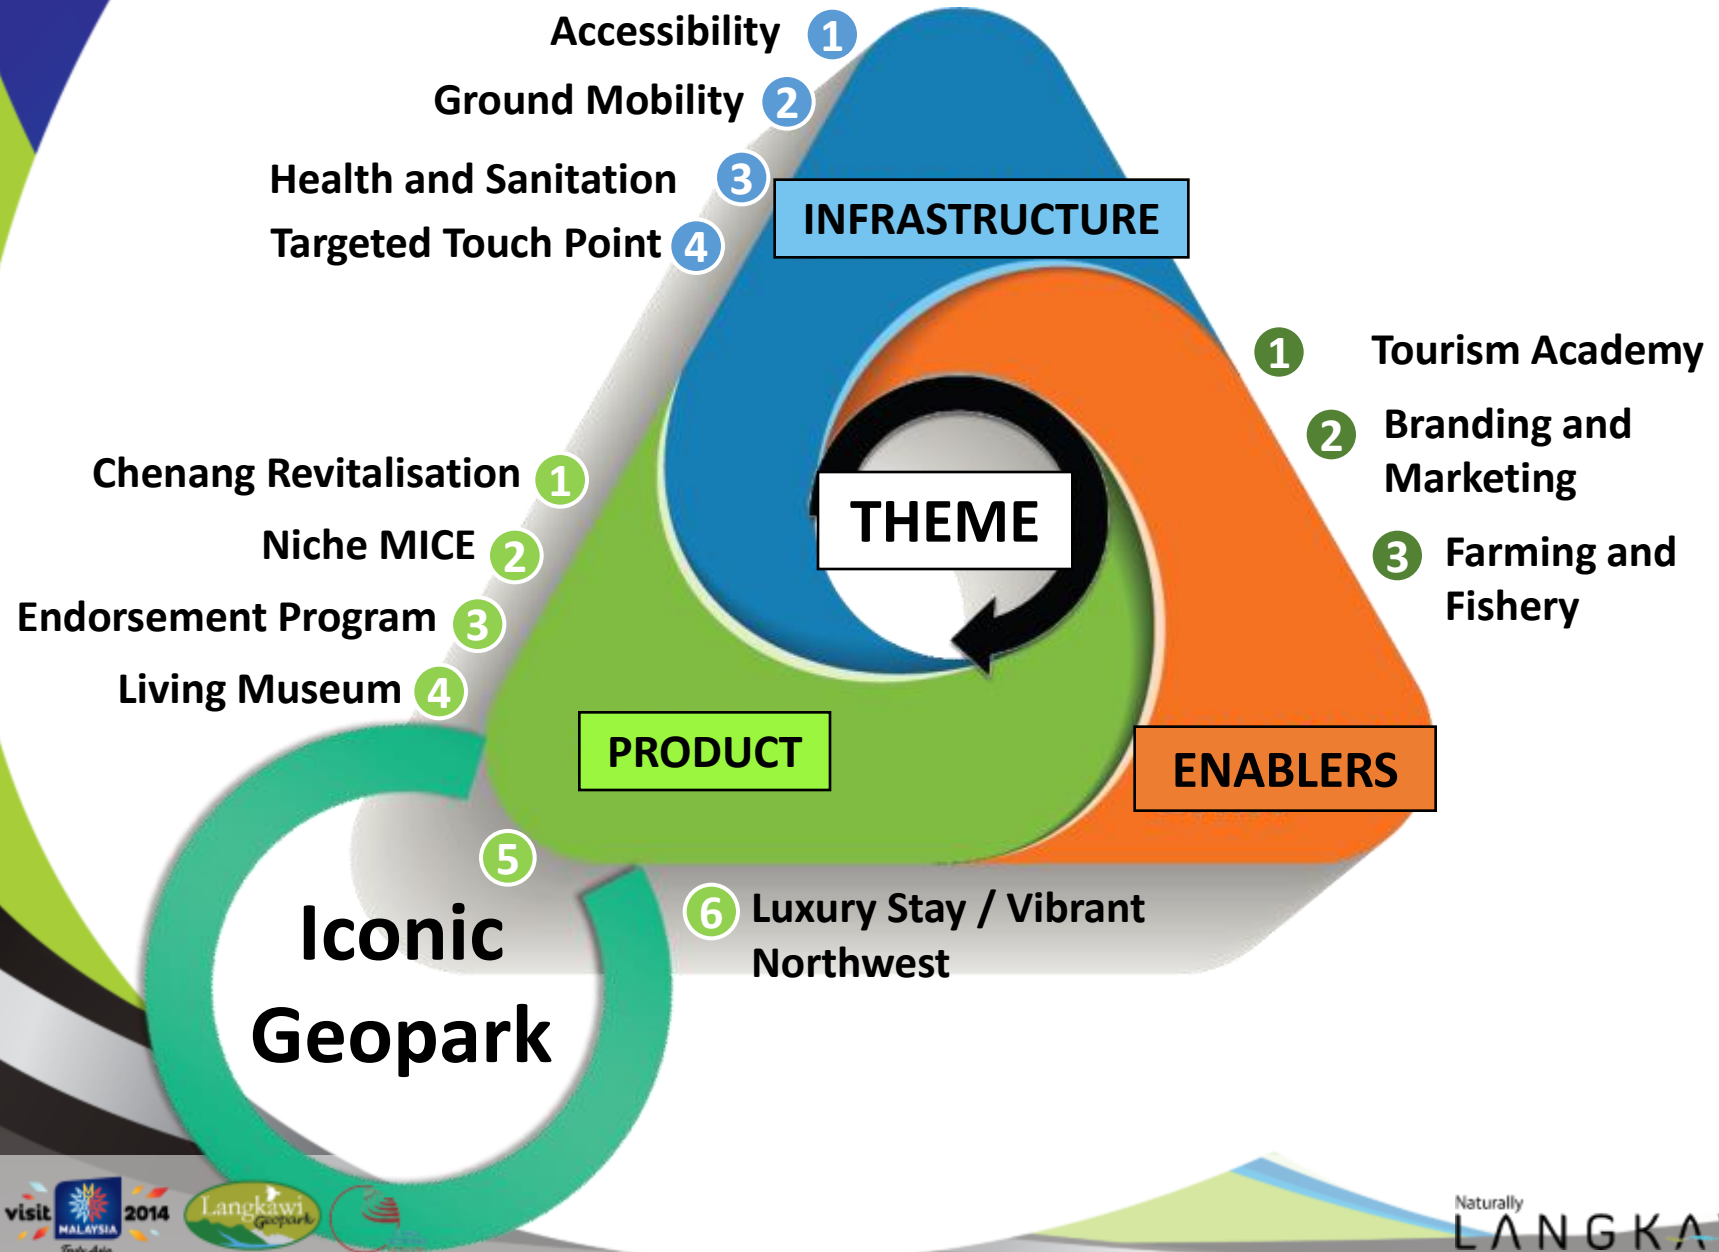 Accessibility 1
Ground Mobility 2
Health and Sanitation 3
Targeted Touch Point 4
INFRASTRUCTURE
1 Tourism Academy
2 Branding and
Marketing
3 Farming and
Fishery
Chenang Revitalisation 1
Niche MICE 2
Endorsement Program 3
Living Museum 4
THEME
PRODUCT
ENABLERS
5
Iconic
Geopark
6 Luxury Stay / Vibrant
Northwest
visit MALAYSIA 2014
Truly Asia
Langkawi
Geopark
Naturally
LANGKA